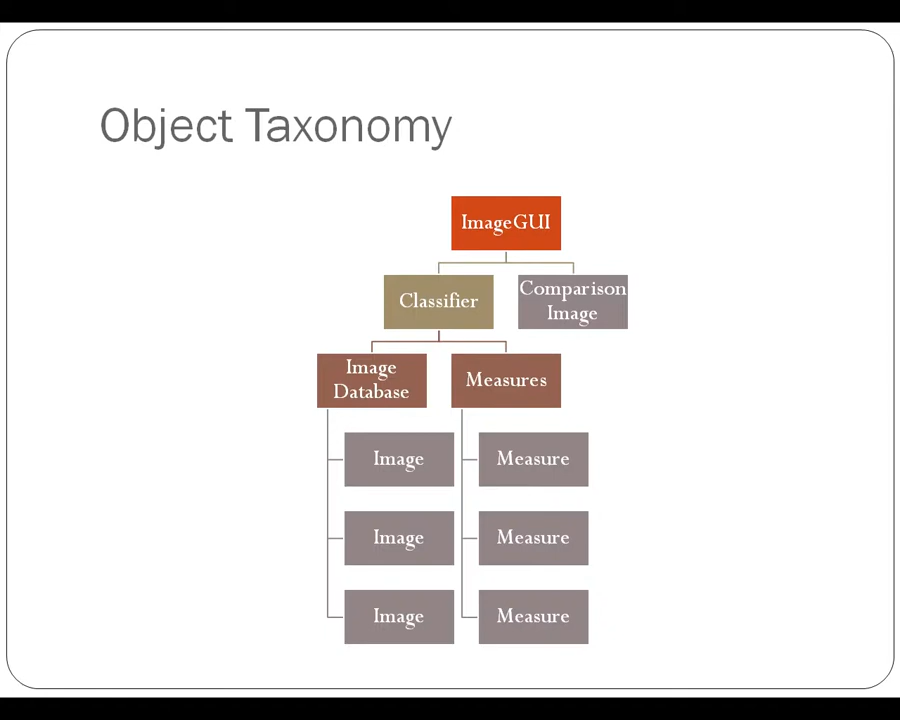 Object Taxonomy
ImageGUI
Classifier
Comparison
Image
Image
Database
Measures
Image
Measure
Image
Measure
Image
Measure